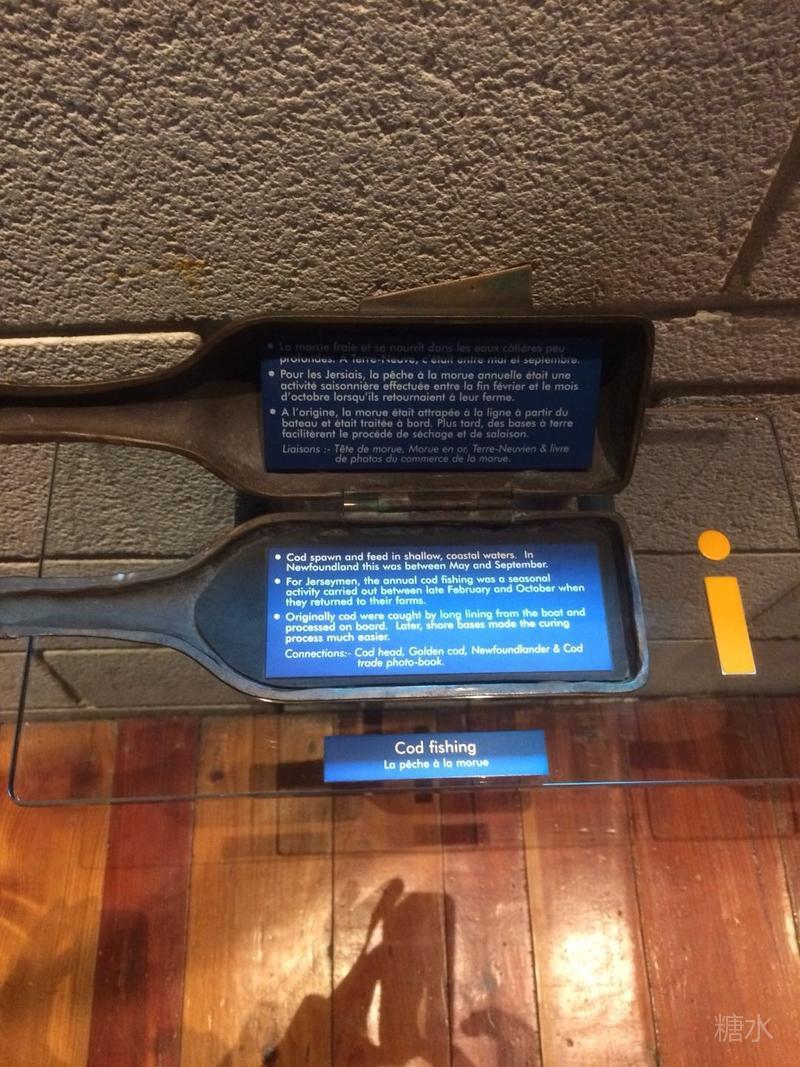 • La morue fraie et se nourrit dans les eaux côtières peu
profondes. A Terre-Neuve, c'était entre mai et septembre.
• Pour les Jersiais, la pêche à la morue annuelle était une
activité saisonnière effectuée entre la fin février et le mois
d'octobre lorsqu'ils retournaient à leur ferme.
• A l'origine, la morue était attrapée à la ligne à partir du
bateau et était traitée à bord. Plus tard, des bases à terre
facilitèrent le procédé de séchage et de salaison.
Liaisons :- Tête de morue, Morue en or, Terre-Neuvien & livre
de photos du commerce de la morue.
• Cod spawn and feed in shallow, coastal waters. In
Newfoundland this was between May and September.
• For Jerseymen, the annual cod fishing was a seasonal
activity carried out between late February and October when
they returned to their farms.
• Originally cod were caught by long lining from the boat and
processed on board. Later, shore bases made the curing
process much easier.
Connections:- Cod head, Golden cod, Newfoundlander & Cod
trade photo-book.
i
Cod fishing
La pêche à la morue
糖水